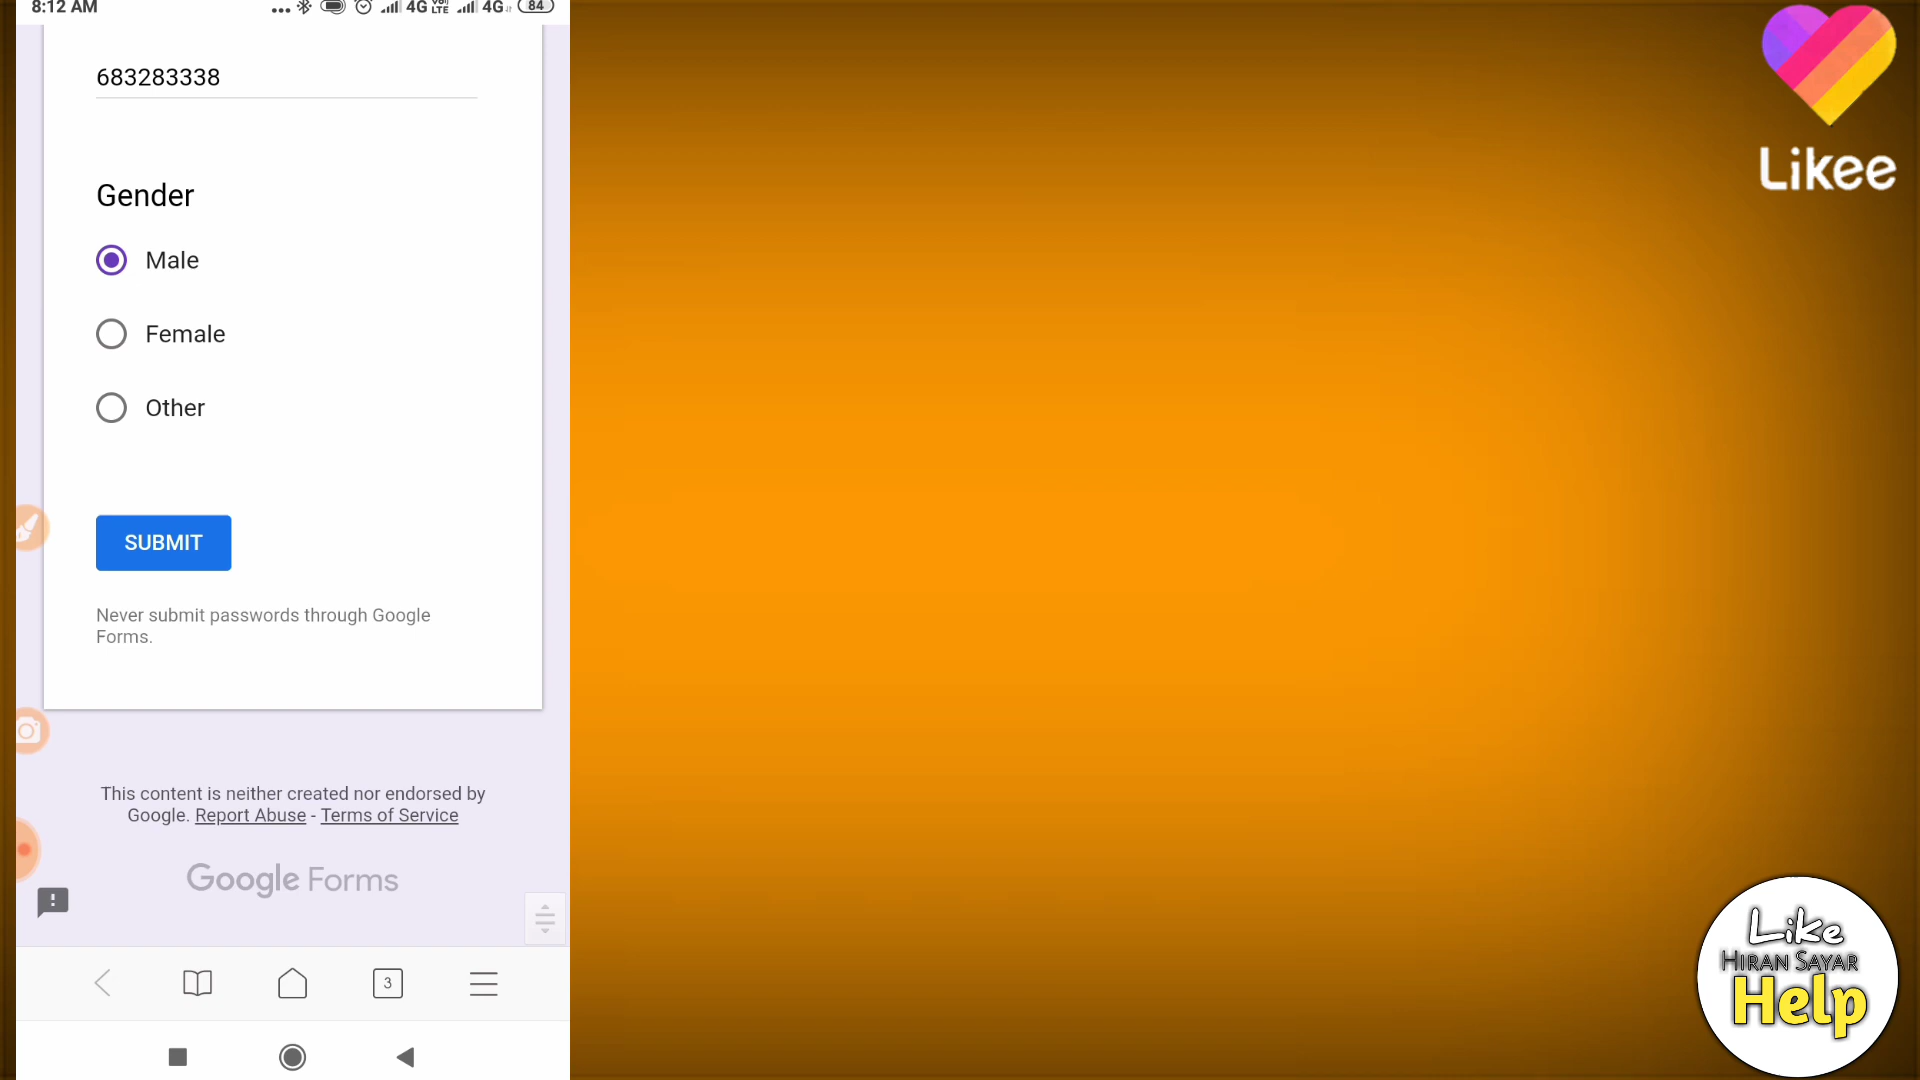 8:12 AM
4G VoLTE 4G 84
683283338
Gender
Male
Female
Other
SUBMIT
Never submit passwords through Google
Forms.
This content is neither created nor endorsed by
Google. Report Abuse - Terms of Service
Google Forms
3
Likee
Like
HIRAN SAYAR
Help